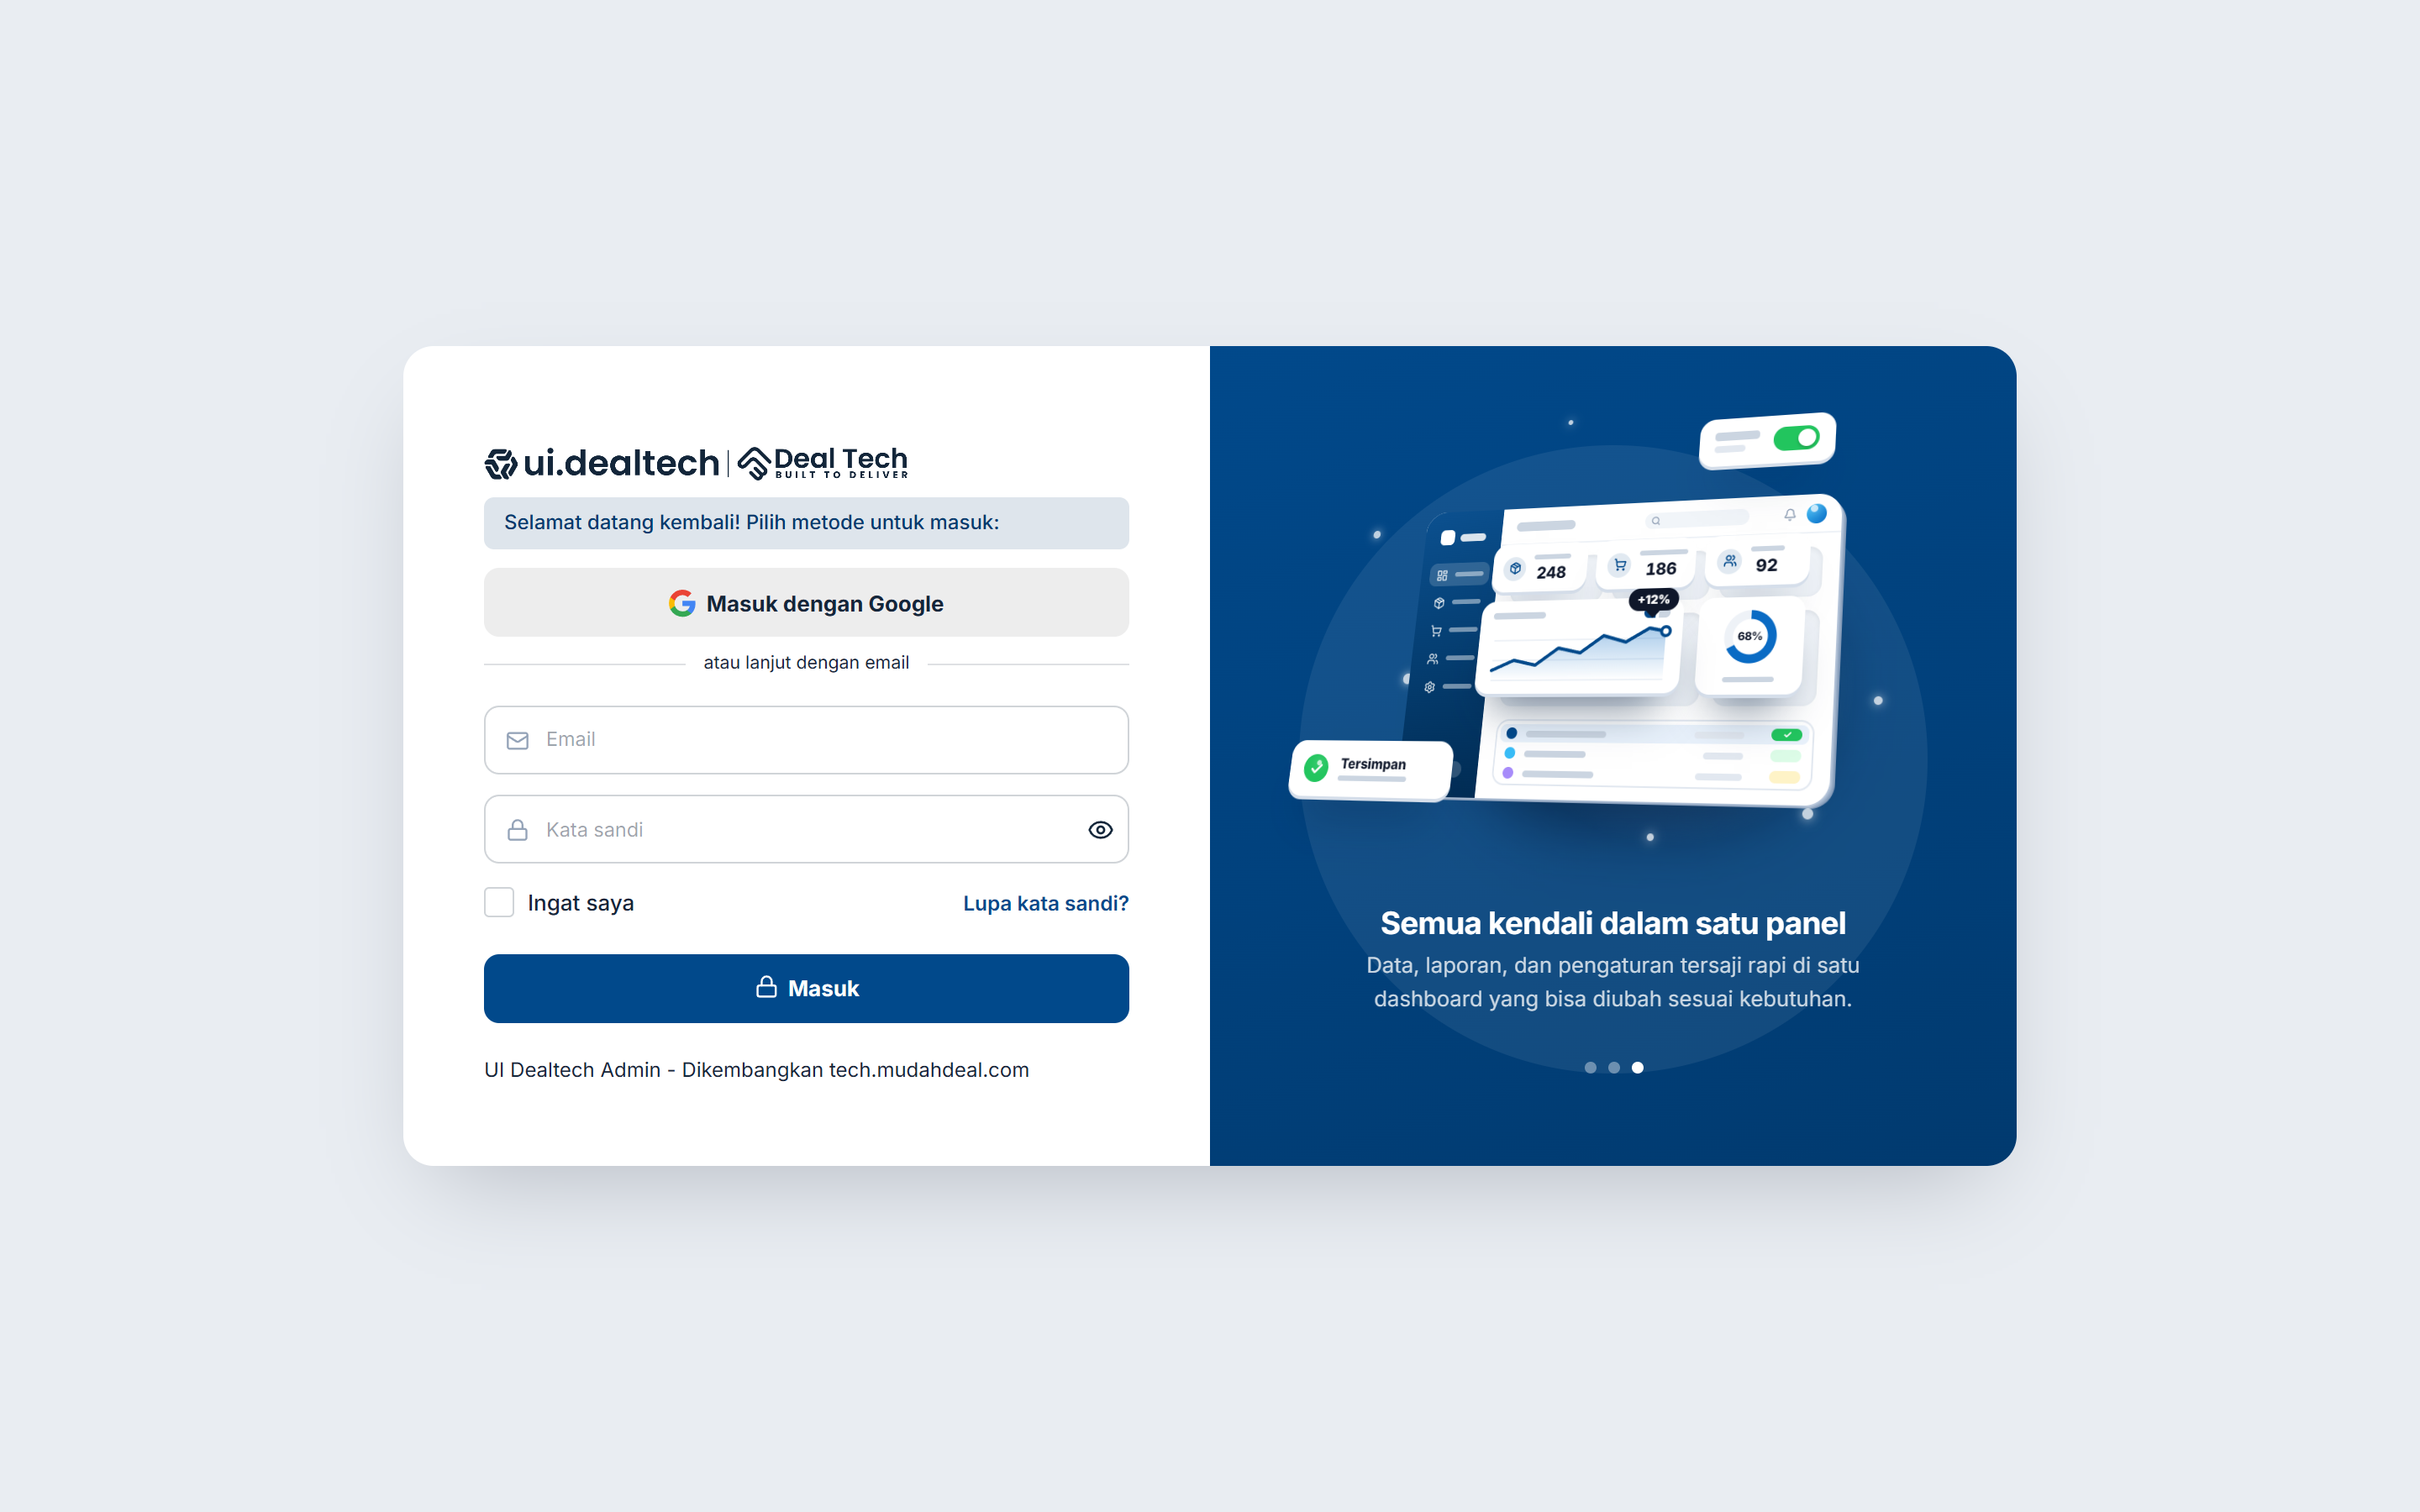 ui.dealtech
Deal Tech
BUILT TO DELIVER
Selamat datang kembali! Pilih metode untuk masuk:
Masuk dengan Google
atau lanjut dengan email
Email
Kata sandi
Ingat saya
Lupa kata sandi?
Masuk
UI Dealtech Admin - Dikembangkan tech.mudahdeal.com
248
186
92
+12%
68%
Tersimpan
Semua kendali dalam satu panel
Data, laporan, dan pengaturan tersaji rapi di satu
dashboard yang bisa diubah sesuai kebutuhan.